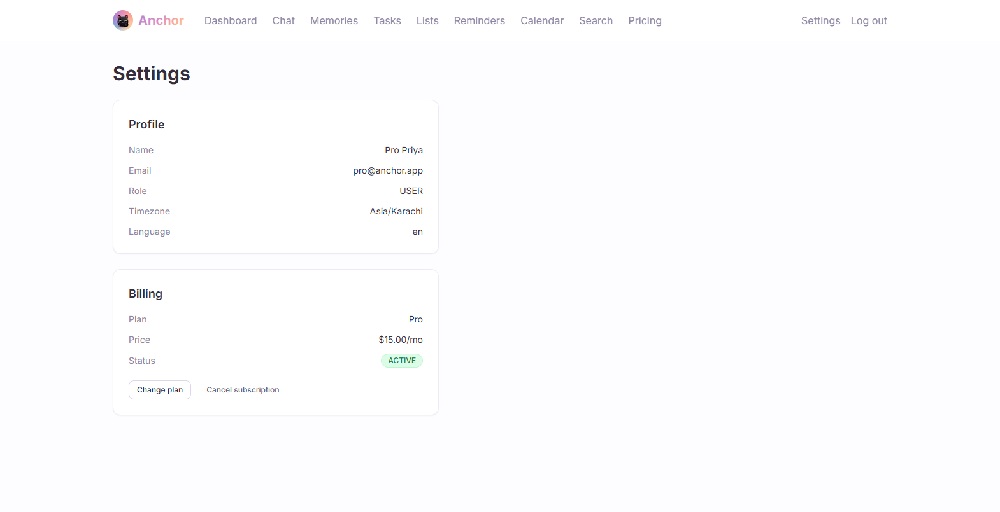 Anchor Dashboard Chat Memories Tasks Lists Reminders Calendar Search Pricing Settings Log out
Settings
Profile
Name Pro Priya
Email pro@anchor.app
Role USER
Timezone Asia/Karachi
Language en
Billing
Plan Pro
Price $15.00/mo
Status ACTIVE
Change plan Cancel subscription